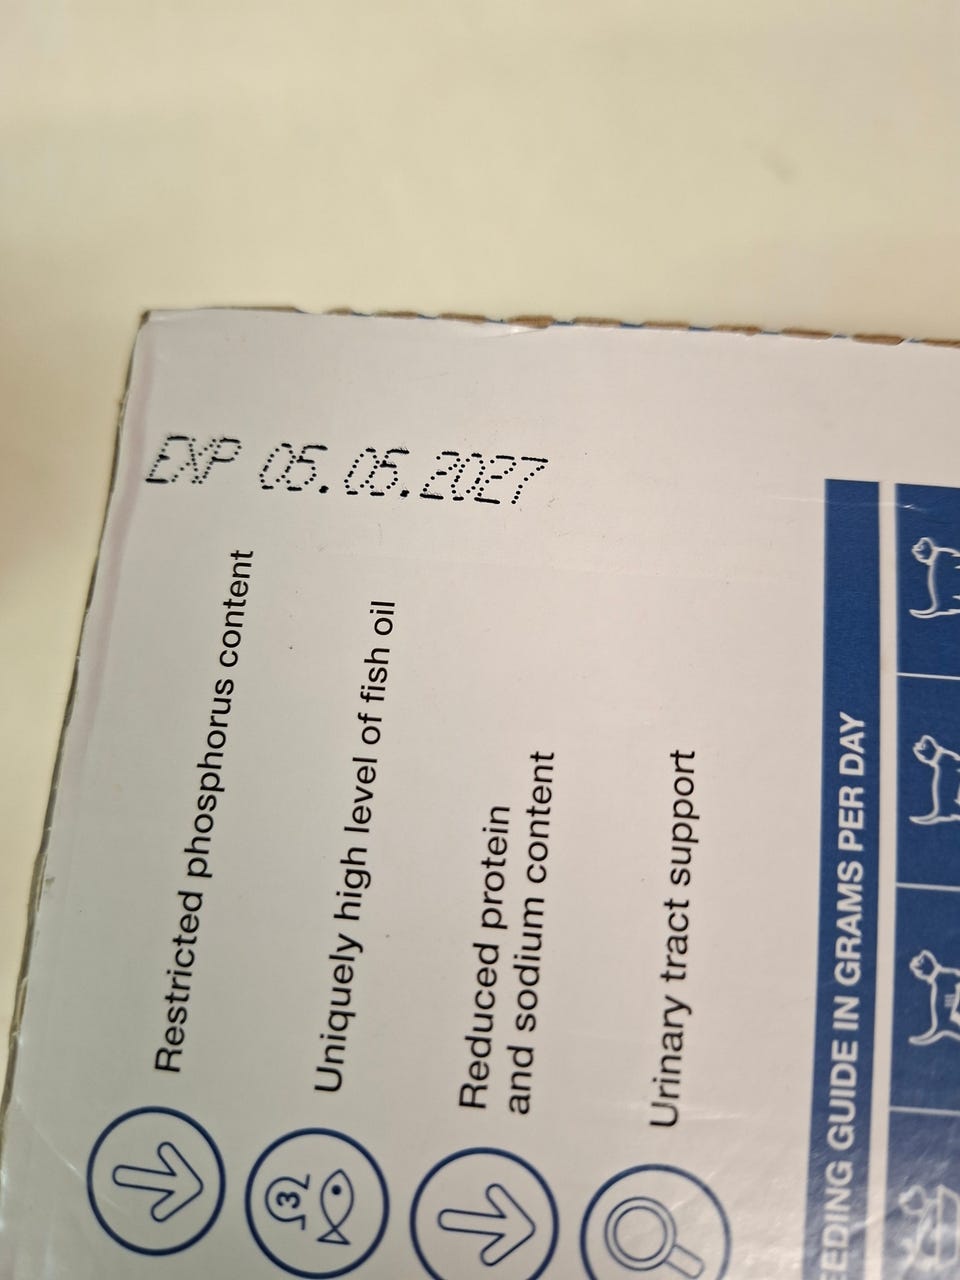 EXP 05.05.2027
Restricted phosphorus content
Uniquely high level of fish oil
Ω3
Reduced protein
and sodium content
Urinary tract support
EDING GUIDE IN GRAMS PER DAY